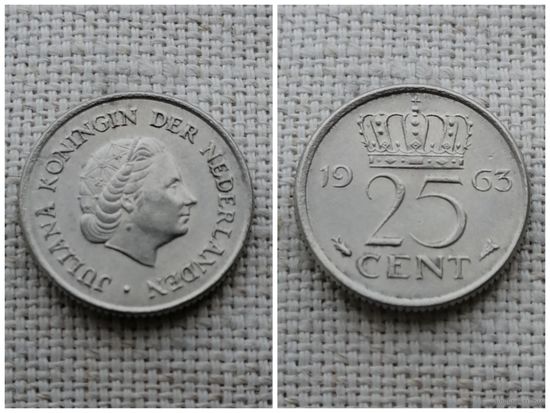 JULIANA KONINGIN DER NEDERLANDEN
19 63
25
CENT